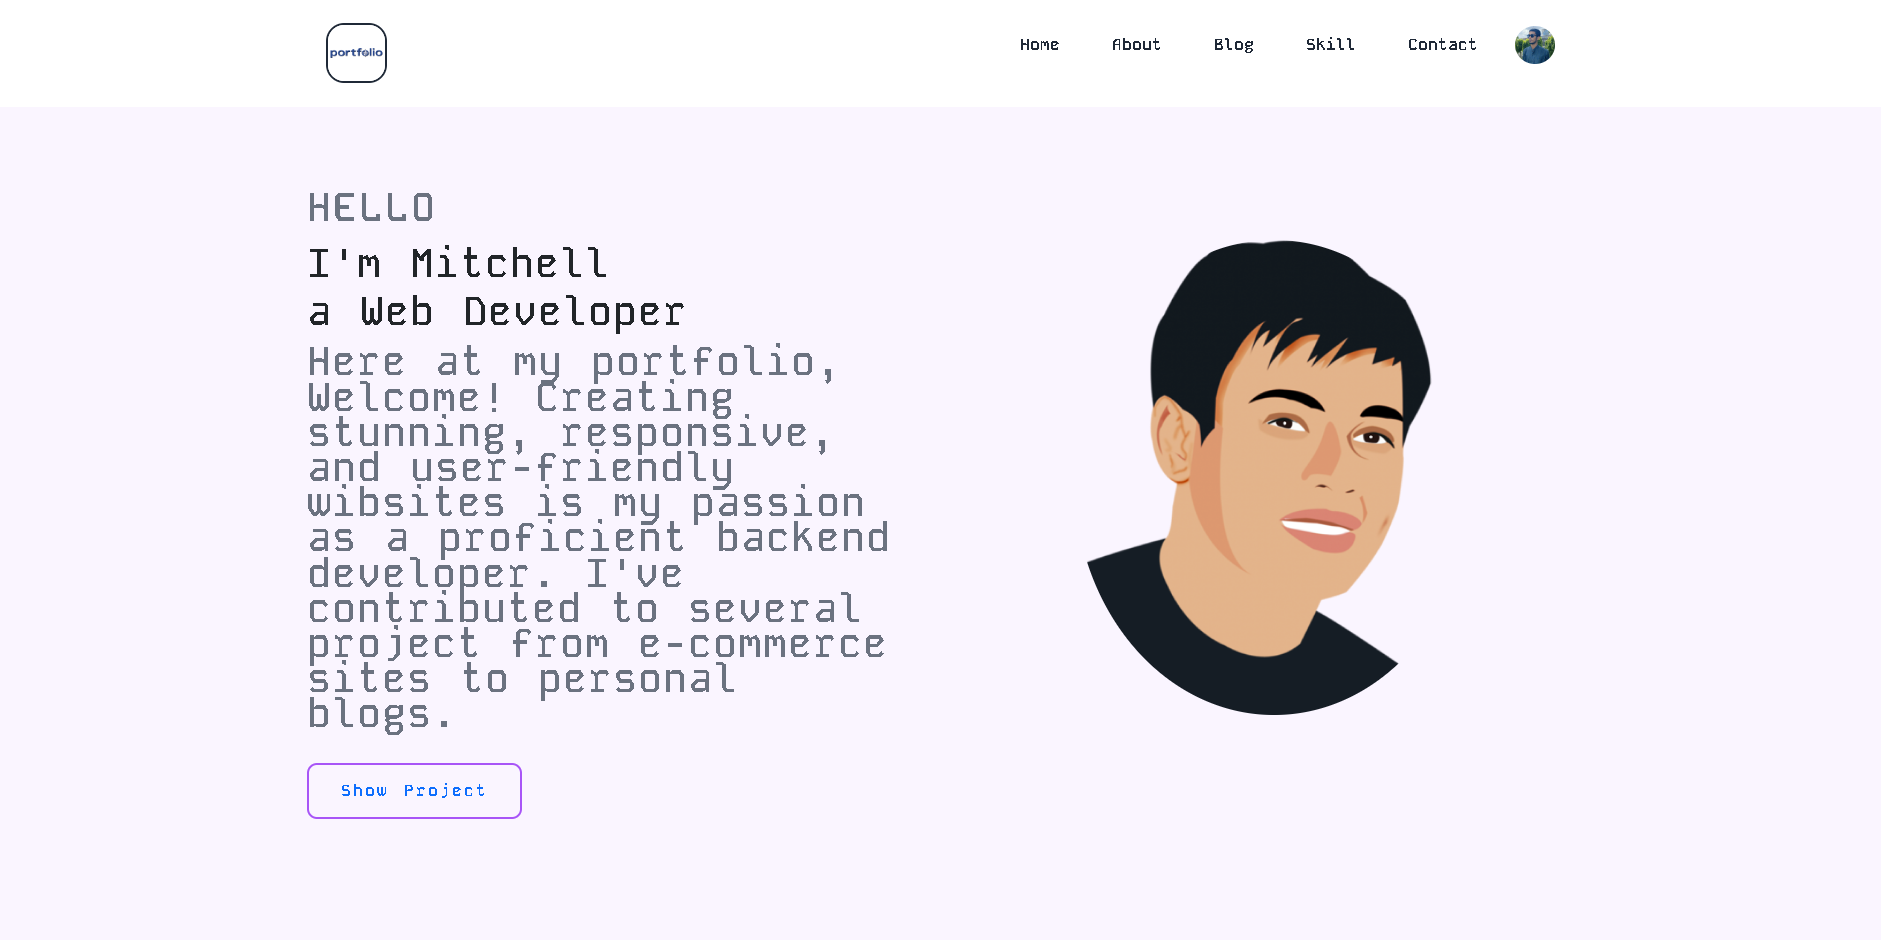 portfolio
Home About Blog Skill Contact
HELLO
I'm Mitchell
a Web Developer
Here at my portfolio,
Welcome! Creating
stunning, responsive,
and user-friendly
wibsites is my passion
as a proficient backend
developer. I've
contributed to several
project from e-commerce
sites to personal
blogs.
Show Project